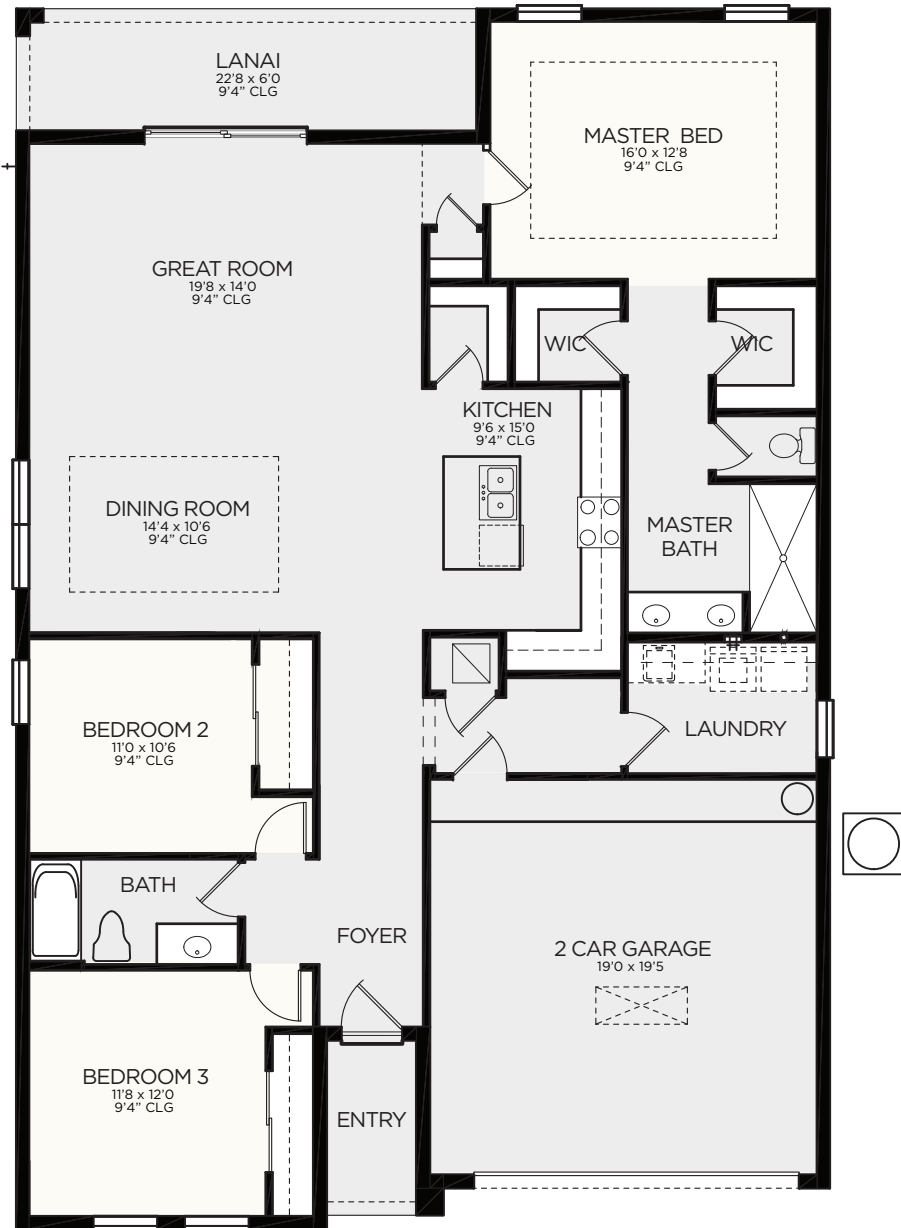 LANAI
22'8 x 6'0
9'4” CLG
MASTER BED
16'0 x 12'8
9'4” CLG
GREAT ROOM
19'8 x 14'0
9'4” CLG
WIC
WIC
KITCHEN
9'6 x 15'0
9'4” CLG
DINING ROOM
14'4 x 10'6
9'4” CLG
MASTER
BATH
BEDROOM 2
11'0 x 10'6
9'4” CLG
LAUNDRY
BATH
FOYER
2 CAR GARAGE
19'0 x 19'5
BEDROOM 3
11'8 x 12'0
9'4” CLG
ENTRY